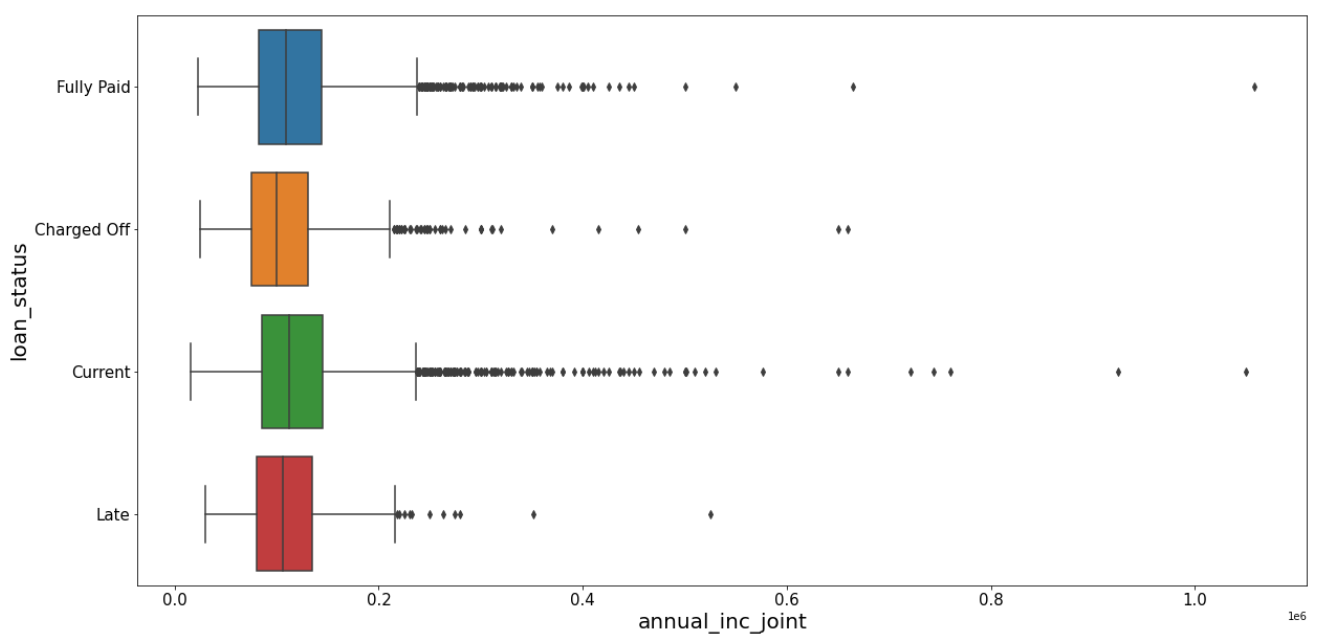 Fully Paid
Charged Off
Current
Late
loan_status
0.0 0.2 0.4 0.6 0.8 1.0
1e6
annual_inc_joint